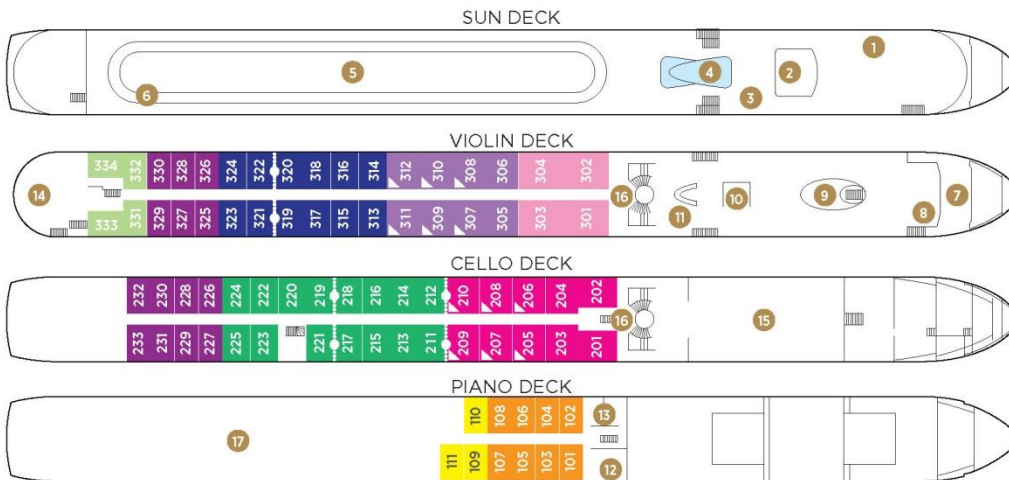 SUN DECK
1
5 4 2
6 3
VIOLIN DECK
334 332 330 328 326 324 322 320 318 316 314 312 310 308 306 304 302
14 16 10 9 7
333 331 329 327 325 323 321 319 317 315 313 311 309 307 305 303 301 11 8
CELLO DECK
232 230 228 226 224 222 220 219 218 216 214 212 210 208 206 204 202
16 15
233 231 229 227 225 223 221 217 215 213 211 209 207 205 203 201
PIANO DECK
110 108 106 104 102 13
17
111 109 107 105 103 101 12